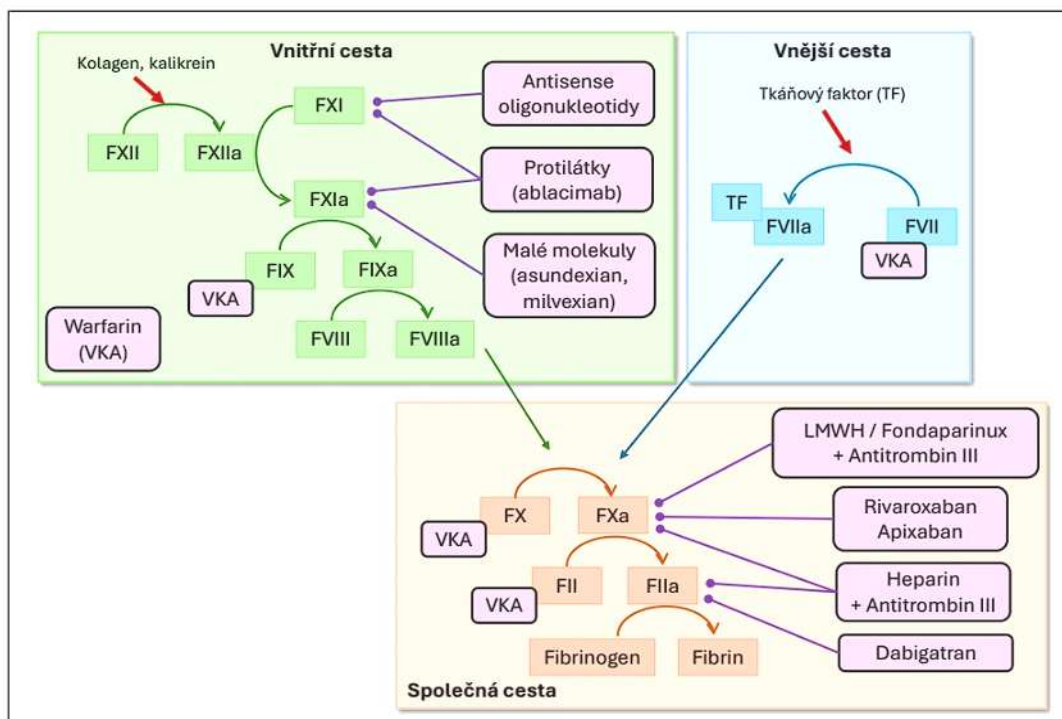 Vnitřní cesta
Kolagen, kalikrein
FXII
FXIIa
FXI
FXIa
FIX
VKA
FIXa
FVIII
FVIIIa
Warfarin
(VKA)
Antisense
oligonukleotidy
Protilátky
(ablacimab)
Malé molekuly
(asundexian,
milvexian)
Vnější cesta
Tkáňový faktor (TF)
TF
FVIIa
FVII
VKA
LMWH / Fondaparinux
+ Antitrombin III
FX
VKA
FXa
Rivaroxaban
Apixaban
FII
VKA
FIIa
Heparin
+ Antitrombin III
Fibrinogen
Fibrin
Dabigatran
Společná cesta